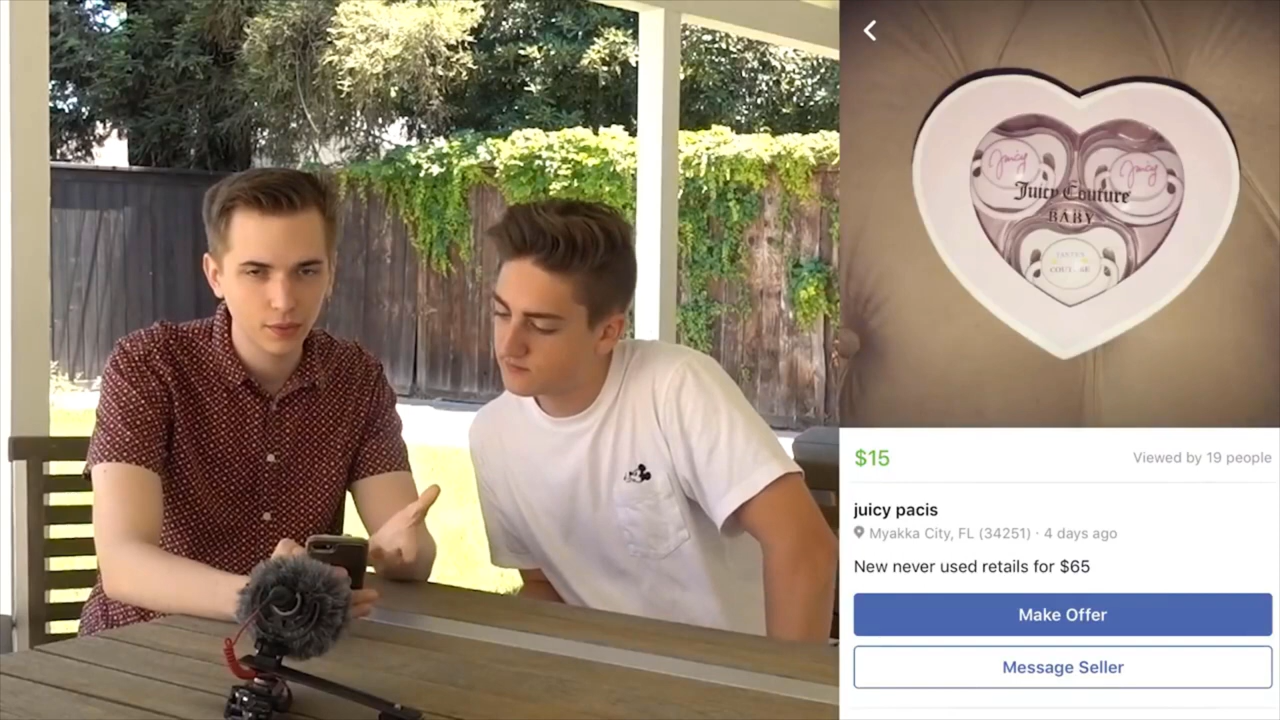 juicy
juicy
Juicy Couture
BABY
COUTURE
$15
Viewed by 19 people
juicy pacis
Myakka City, FL (34251) · 4 days ago
New never used retails for $65
Make Offer
Message Seller